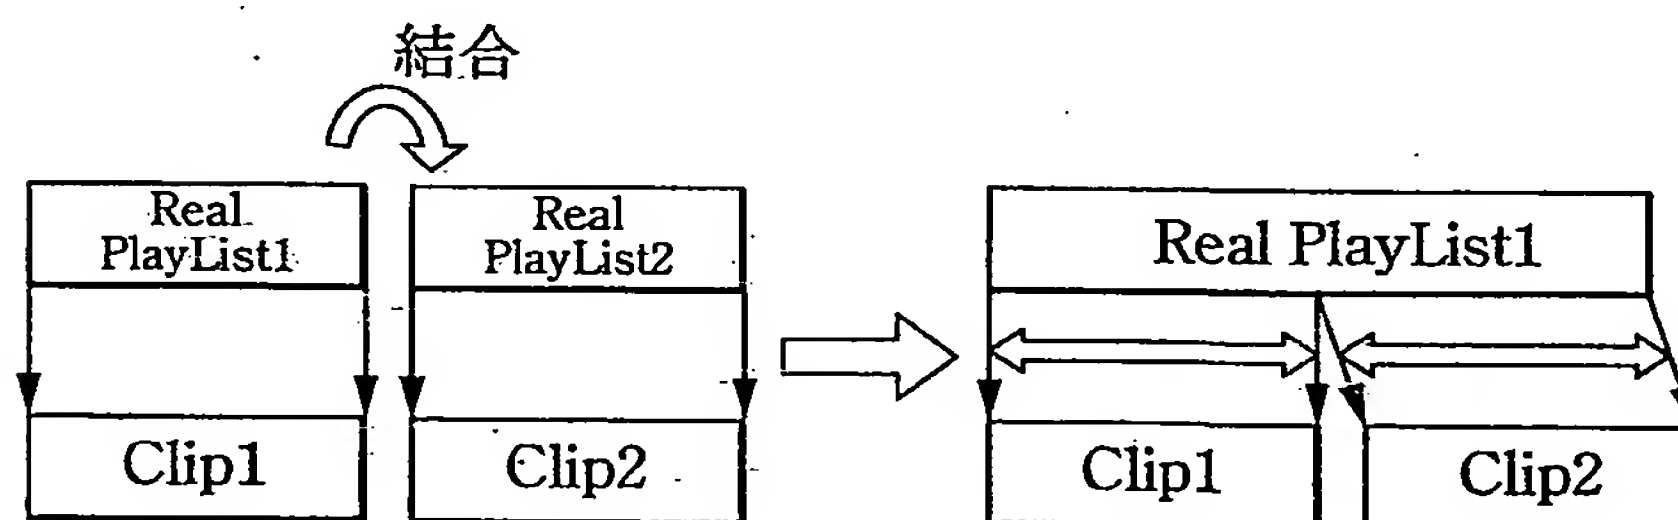 結合
Real
PlayList1
Real
PlayList2
Real PlayList1
Clip1
Clip2
Clip1
Clip2